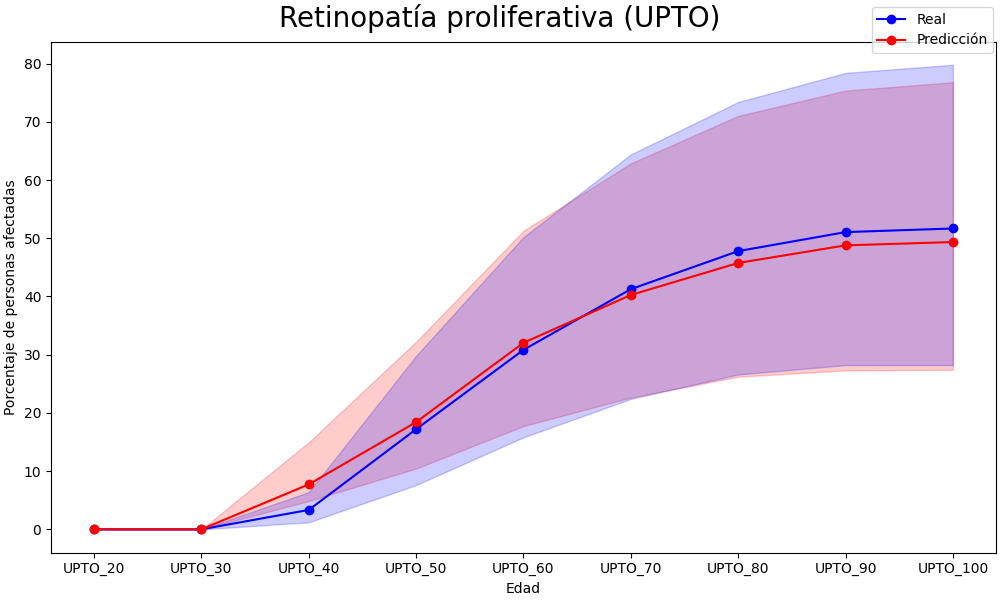 Retinopatía proliferativa (UPTO)
Real
Predicción
Porcentaje de personas afectadas
80
70
60
50
40
30
20
10
0
UPTO_20 UPTO_30 UPTO_40 UPTO_50 UPTO_60 UPTO_70 UPTO_80 UPTO_90 UPTO_100
Edad